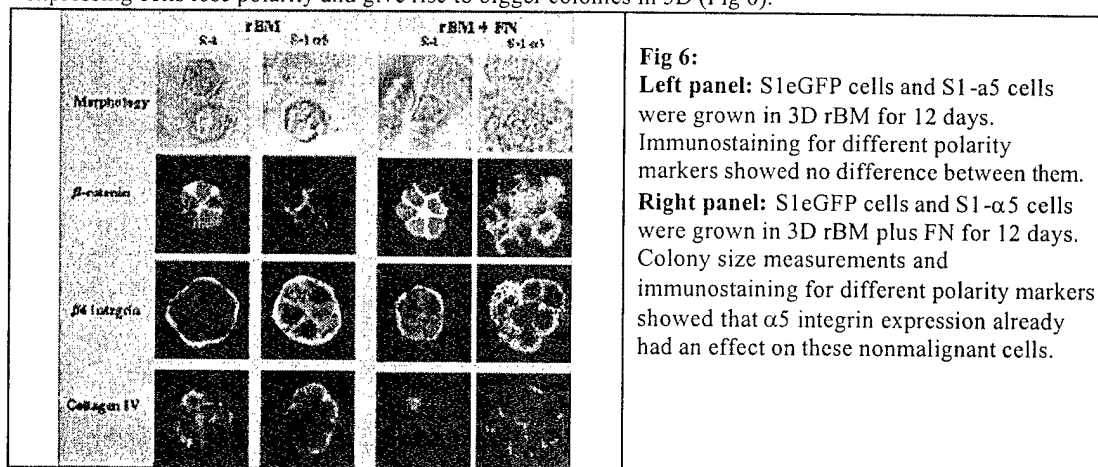 expressing cells lost polarity and give rise to bigger colonies in 3D (Fig 6).
rBM rBM + FN
S-1 S-1 α5 S-1 S-1 α5
Morphology
β-catenin
β4 Integrin
Collagen IV
Fig 6:
Left panel: S1eGFP cells and S1-a5 cells
were grown in 3D rBM for 12 days.
Immunostaining for different polarity
markers showed no difference between them.
Right panel: S1eGFP cells and S1-α5 cells
were grown in 3D rBM plus FN for 12 days.
Colony size measurements and
immunostaining for different polarity markers
showed that α5 integrin expression already
had an effect on these nonmalignant cells.